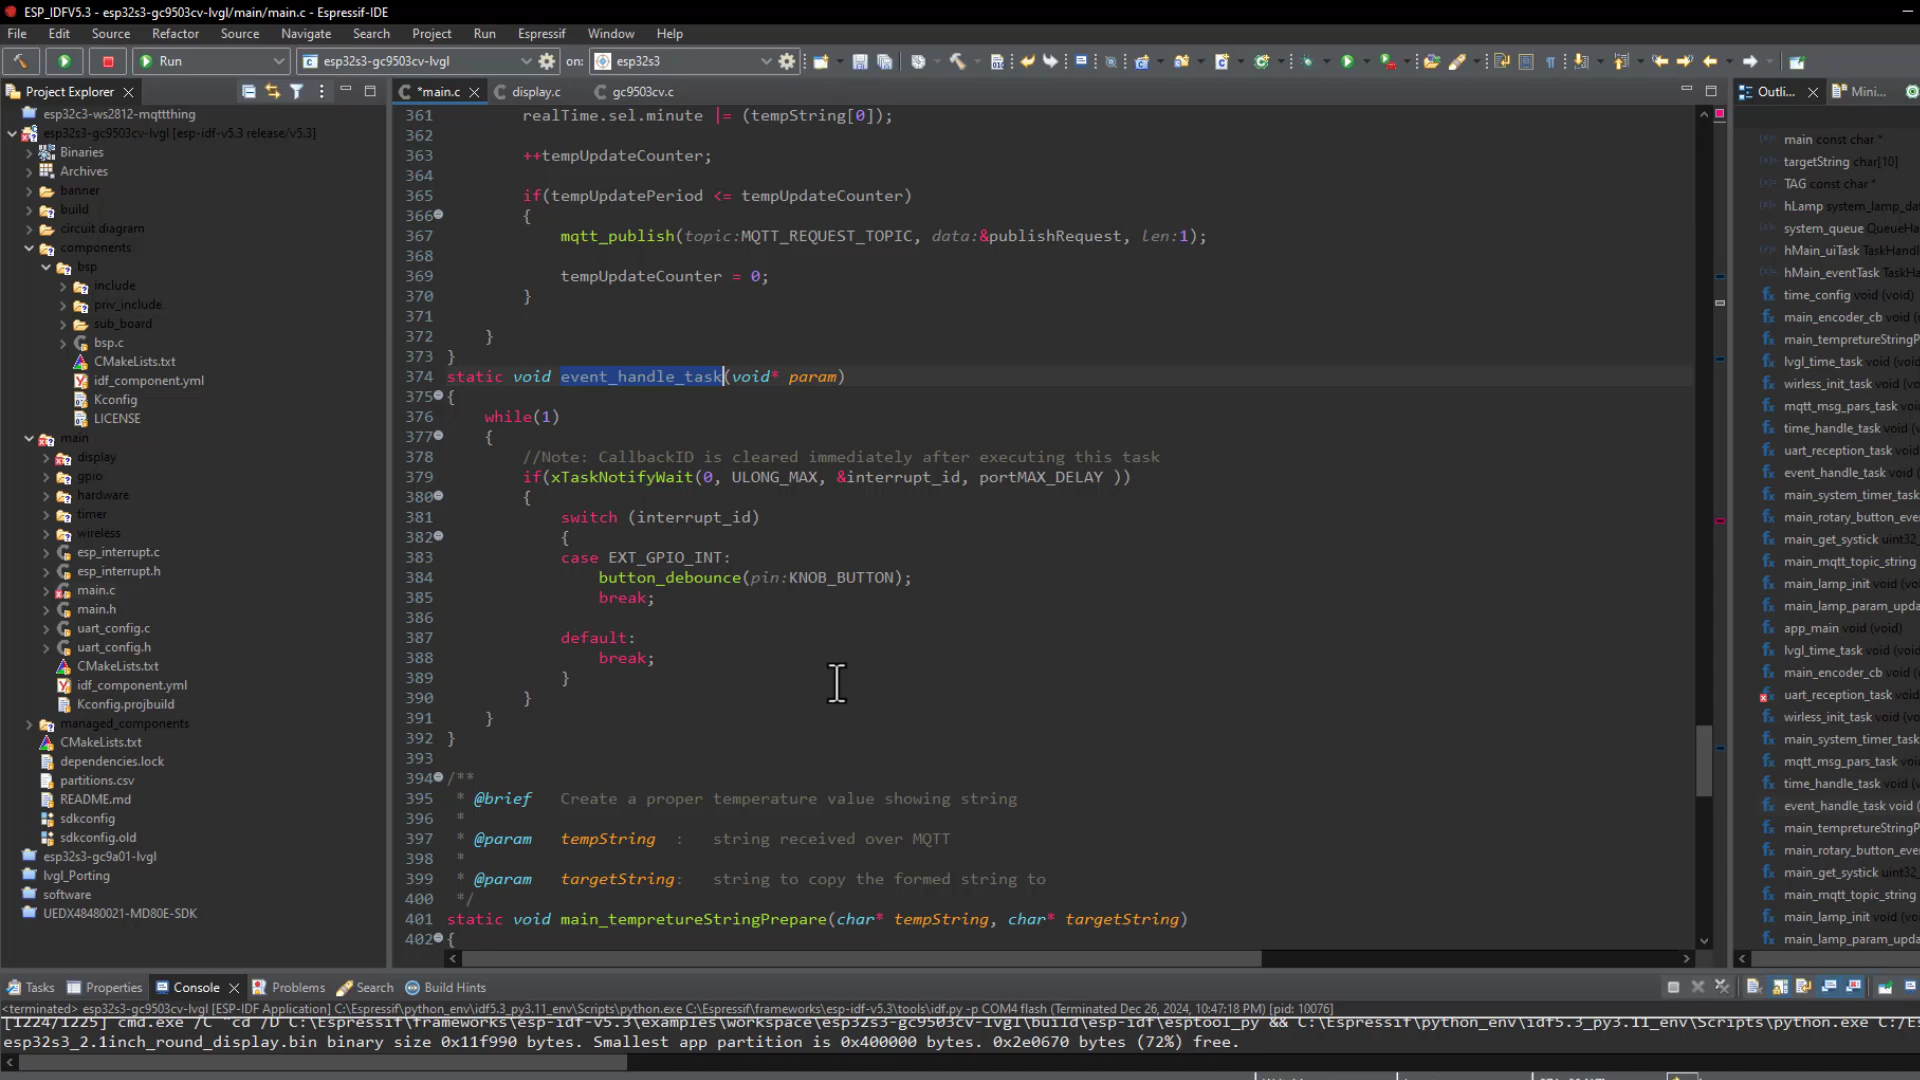 ESP_IDFV5.3 - esp32s3-gc9503cv-lvgl/main/main.c - Espressif-IDE
File Edit Source Refactor Source Navigate Search Project Run Espressif Window Help
Run esp32s3-gc9503cv-lvgl on: esp32s3
Project Explorer
*main.c display.c gc9503cv.c
Outli... Mini...
esp32c3-ws2812-mqttthing
esp32c3-gc9503cv-lvgl [esp-idf-v5.3 release/v5.3]
Binaries
Archives
banner
build
circuit diagram
components
bsp
include
priv_include
sub_board
bsp.c
CMakeLists.txt
idf_component.yml
Kconfig
LICENSE
main
display
gpio
hardware
timer
wireless
esp_interrupt.c
esp_interrupt.h
main.c
main.h
uart_config.c
uart_config.h
CMakeLists.txt
idf_component.yml
Kconfig.projbuild
managed_components
CMakeLists.txt
dependencies.lock
partitions.csv
README.md
sdkconfig
sdkconfig.old
esp32s3-gc9a01-lvgl
lvgl_Porting
software
UEDX48480021-MD80E-SDK
361 realTime.sel.minute |= (tempString[0]);
362
363 ++tempUpdateCounter;
364
365 if(tempUpdatePeriod <= tempUpdateCounter)
366 {
367 mqtt_publish(topic:MQTT_REQUEST_TOPIC, data:&publishRequest, len:1);
368
369 tempUpdateCounter = 0;
370 }
371
372 }
373 }
374 static void event_handle_task(void* param)
375 {
376 while(1)
377 {
378 //Note: CallbackID is cleared immediately after executing this task
379 if(xTaskNotifyWait(0, ULONG_MAX, &interrupt_id, portMAX_DELAY ))
380 {
381 switch (interrupt_id)
382 {
383 case EXT_GPIO_INT:
384 button_debounce(pin:KNOB_BUTTON);
385 break;
386
387 default:
388 break;
389 }
390 }
391 }
392 }
393
394 /**
395 * @brief Create a proper temperature value showing string
396 *
397 * @param tempString : string received over MQTT
398 *
399 * @param targetString: string to copy the formed string to
400 */
401 static void main_tempretureStringPrepare(char* tempString, char* targetString)
402 {
main const char *
targetString char[10]
TAG const char *
hLamp system_lamp_da
system_queue QueueHa
hMain_uiTask TaskHandl
hMain_eventTask TaskHa
time_config void (void)
main_encoder_cb void (
main_tempretureStringP
lvgl_time_task void (void
wirless_init_task void (v
mqtt_msg_pars_task void
time_handle_task void (
uart_reception_task void
event_handle_task void (
main_system_timer_task
main_rotary_button_eve
main_get_systick uint32_
main_mqtt_topic_string
main_lamp_init void (voi
main_lamp_param_upda
app_main void (void)
lvgl_time_task void (void
main_encoder_cb void (
uart_reception_task void
wirless_init_task void (vo
main_system_timer_task
mqtt_msg_pars_task void
time_handle_task void (v
event_handle_task void (
main_tempretureStringP
main_rotary_button_eve
main_get_systick uint32_
main_mqtt_topic_string
main_lamp_init void (voi
main_lamp_param_upda
Tasks Properties Console Problems Search Build Hints
<terminated> esp32s3-gc9503cv-lvgl [ESP-IDF Application] C:\Espressif\python_env\idf5.3_py3.11_env\Scripts\python.exe C:\Espressif\frameworks\esp-idf-v5.3\tools\idf.py -p COM4 flash (Terminated Dec 26, 2024, 10:47:18 PM) [pid: 10076]
[1224/1225] cmd.exe /C "cd /D C:\Espressif\frameworks\esp-idf-v5.3\examples\workspace\esp32s3-gc9503cv-lvgl\build\esp-idf\esptool_py && C:\Espressif\python_env\idf5.3_py3.11_env\Scripts\python.exe C:/Es
esp32s3_2.1inch_round_display.bin binary size 0x11f990 bytes. Smallest app partition is 0x400000 bytes. 0x2e0670 bytes (72%) free.